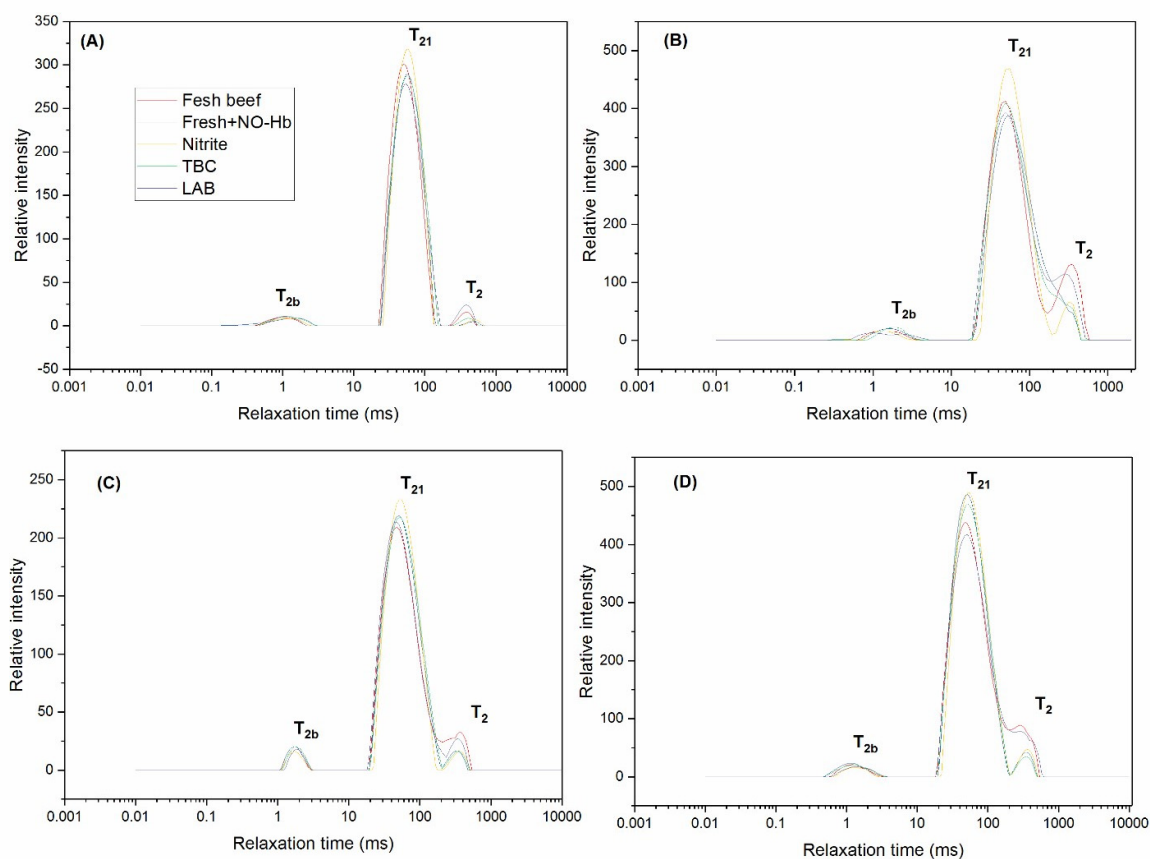 (A)
T21
T2b
T2
Fesh beef
Fresh+NO-Hb
Nitrite
TBC
LAB
350
300
250
200
150
100
50
0
-50
Relative intensity
0.001 0.01 0.1 1 10 100 1000 10000
Relaxation time (ms)
(B)
T21
T2b
T2
500
400
300
200
100
0
Relative intensity
0.001 0.01 0.1 1 10 100 1000
Relaxation time (ms)
(C)
T21
T2b
T2
250
200
150
100
50
0
Relative intensity
0.001 0.01 0.1 1 10 100 1000 10000
Relaxation time (ms)
(D)
T21
T2b
T2
500
400
300
200
100
0
Relative intensity
0.001 0.01 0.1 1 10 100 1000 10000
Relaxation time (ms)